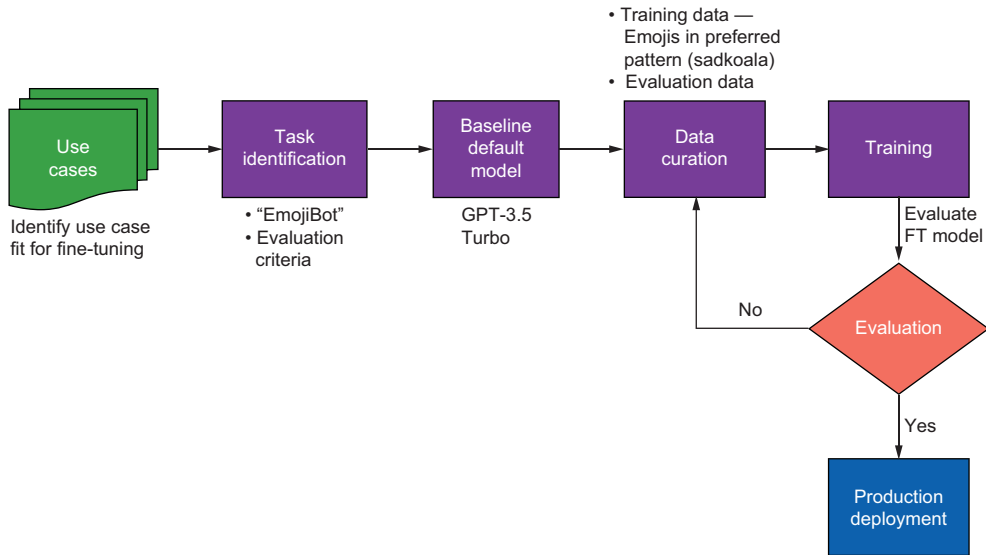 • Training data —
Emojis in preferred
pattern (sadkoala)
• Evaluation data
Use
cases
Task
identification
Baseline
default
model
Data
curation
Training
Identify use case
fit for fine-tuning
• “EmojiBot”
• Evaluation
criteria
GPT-3.5
Turbo
Evaluate
FT model
No
Evaluation
Yes
Production
deployment